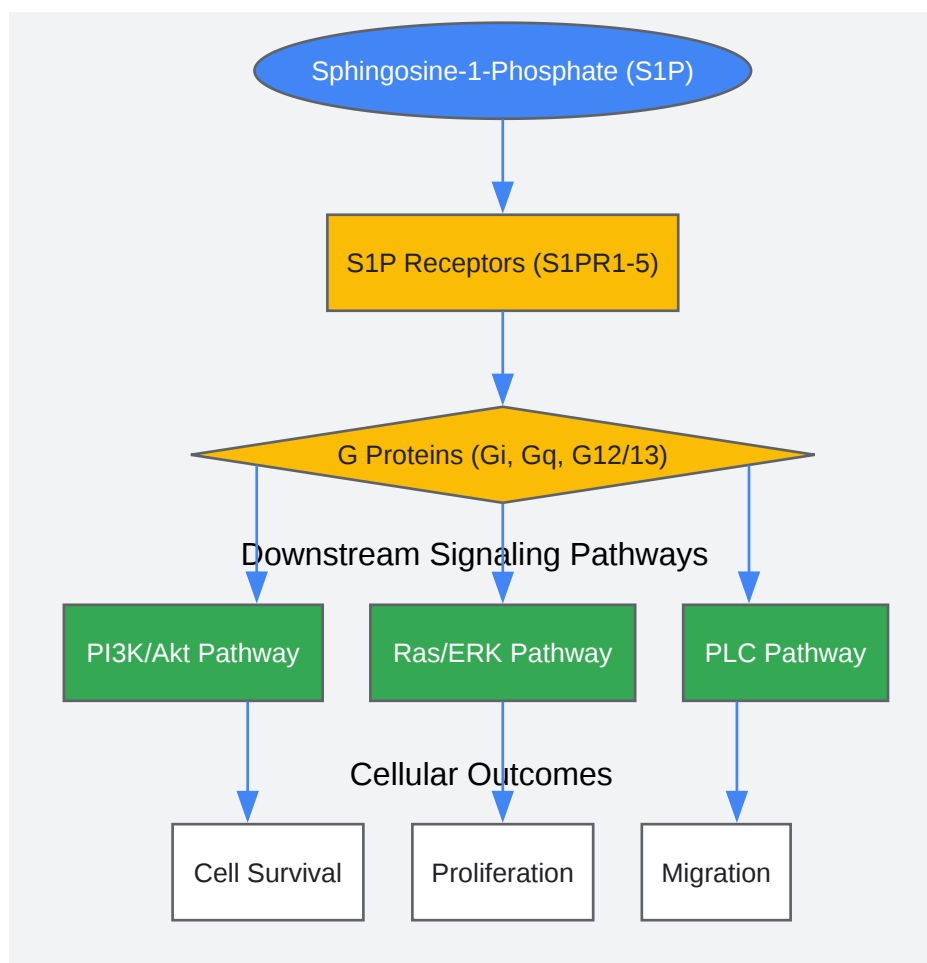 Sphingosine-1-Phosphate (S1P)
S1P Receptors (S1PR1-5)
G Proteins (Gi, Gq, G12/13)
Downstream Signaling Pathways
PI3K/Akt Pathway
Ras/ERK Pathway
PLC Pathway
Cellular Outcomes
Cell Survival
Proliferation
Migration